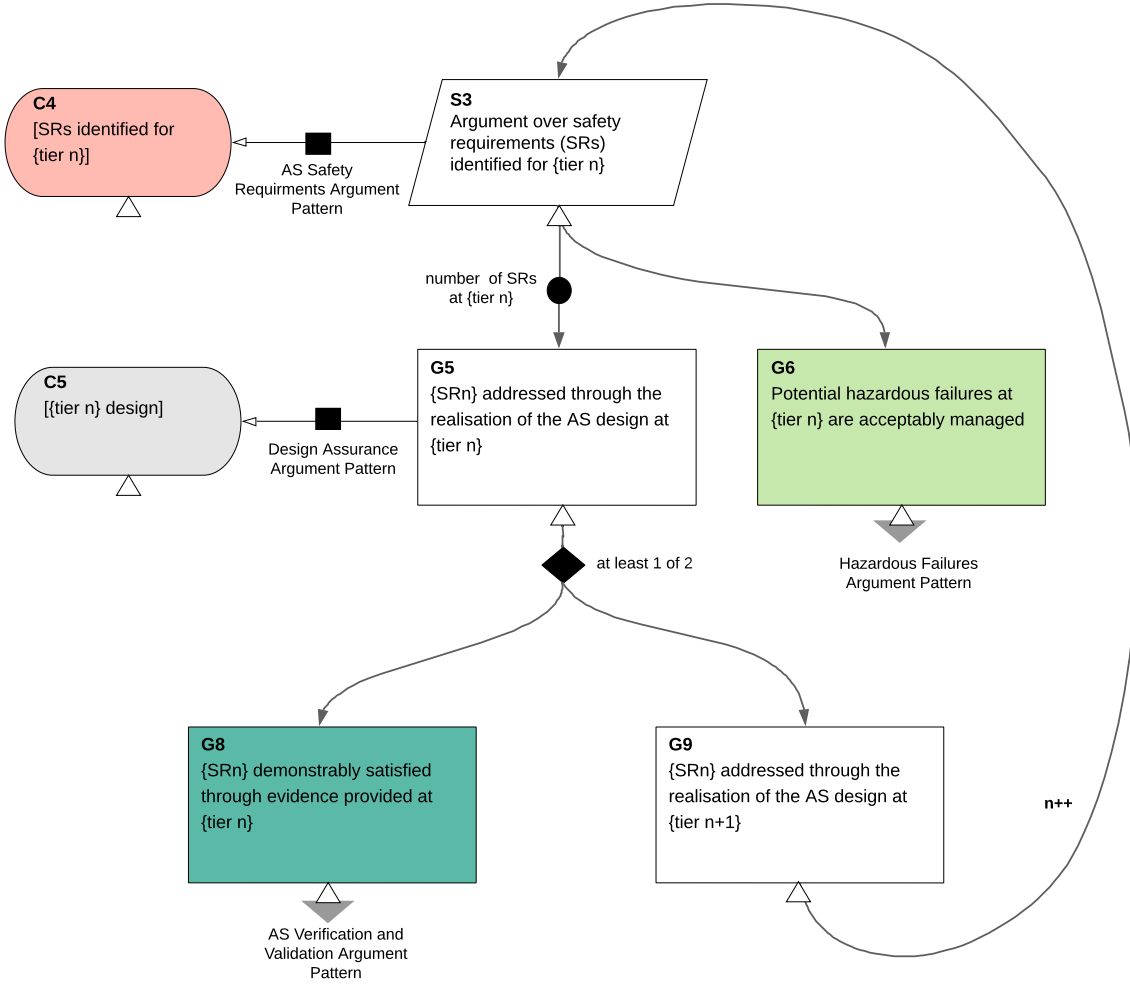 C4
[SRs identified for
{tier n}]
AS Safety
Requirments Argument
Pattern
S3
Argument over safety
requirements (SRs)
identified for {tier n}
number  of SRs
at {tier n}
C5
[{tier n} design]
Design Assurance
Argument Pattern
G5
{SRn} addressed through the
realisation of the AS design at
{tier n}
G6
Potential hazardous failures at
{tier n} are acceptably managed
at least 1 of 2
Hazardous Failures
Argument Pattern
G8
{SRn} demonstrably satisfied
through evidence provided at
{tier n}
G9
{SRn} addressed through the
realisation of the AS design at
{tier n+1}
n++
AS Verification and
Validation Argument
Pattern